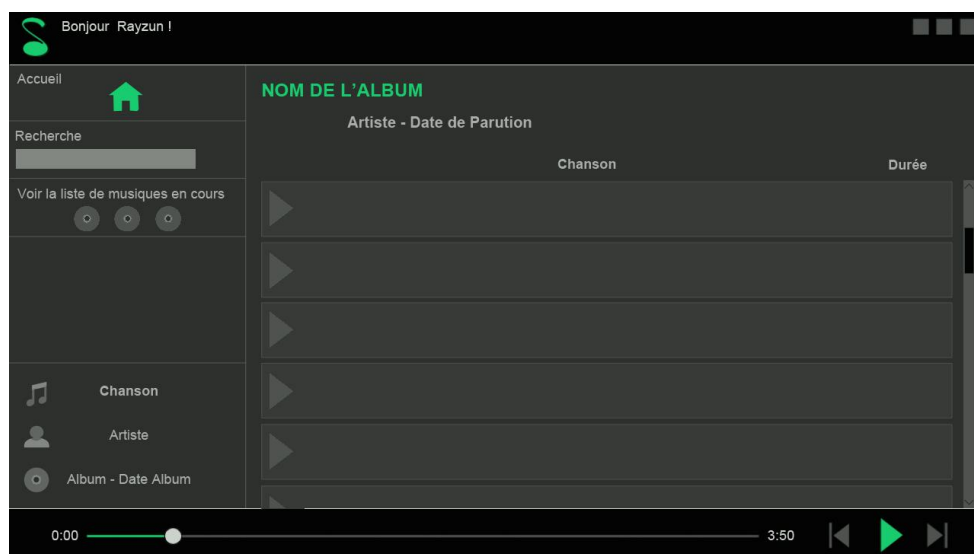 Bonjour Rayzun !
Accueil
Recherche
Voir la liste de musiques en cours
Chanson
Artiste
Album - Date Album
NOM DE L'ALBUM
Artiste - Date de Parution
Chanson Durée
0:00 3:50